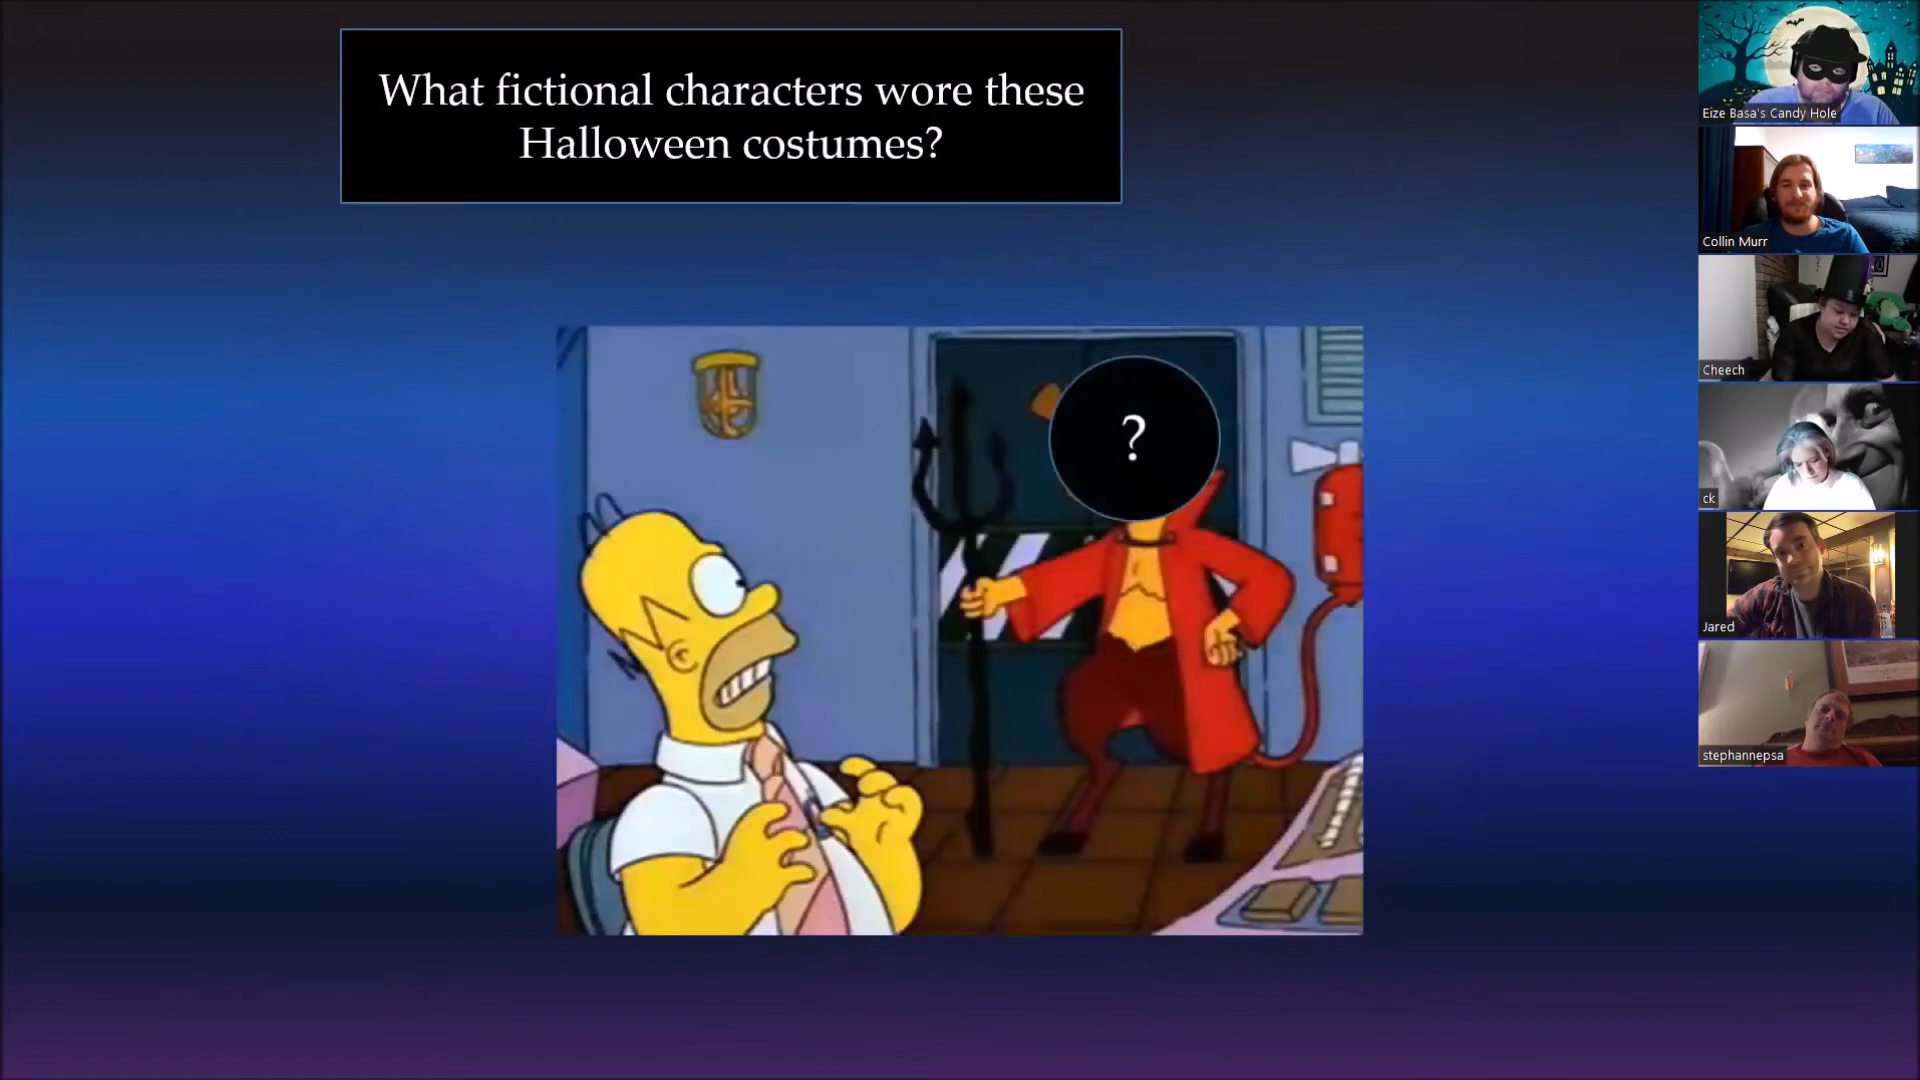 What fictional characters wore these
Halloween costumes?
?
Eize Basa's Candy Hole
Collin Murr
Cheech
ck
Jared
stephannepsa